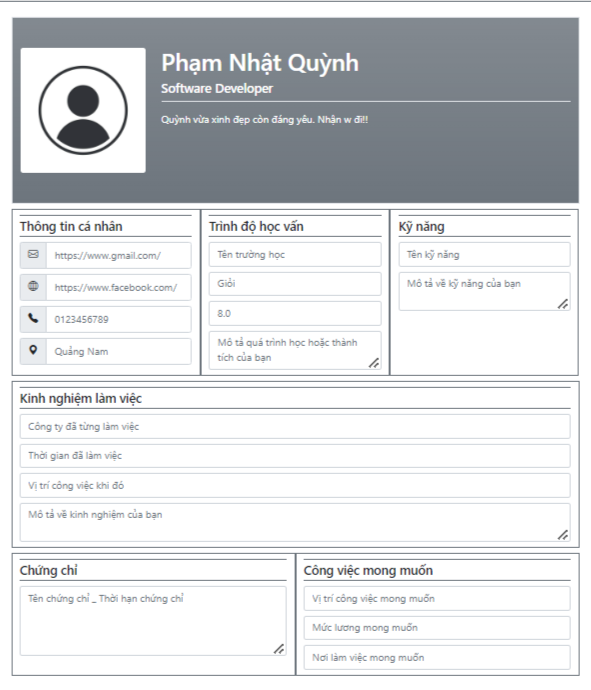 Phạm Nhật Quỳnh
Software Developer
Quỳnh vừa xinh đẹp còn đáng yêu. Nhận w đi!!
Thông tin cá nhân
https://www.gmail.com/
https://www.facebook.com/
0123456789
Quảng Nam
Trình độ học vấn
Tên trường học
Giỏi
8.0
Mô tả quá trình học hoặc thành
tích của bạn
Kỹ năng
Tên kỹ năng
Mô tả về kỹ năng của bạn
Kinh nghiệm làm việc
Công ty đã từng làm việc
Thời gian đã làm việc
Vị trí công việc khi đó
Mô tả về kinh nghiệm của bạn
Chứng chỉ
Tên chứng chỉ _ Thời hạn chứng chỉ
Công việc mong muốn
Vị trí công việc mong muốn
Mức lương mong muốn
Nơi làm việc mong muốn